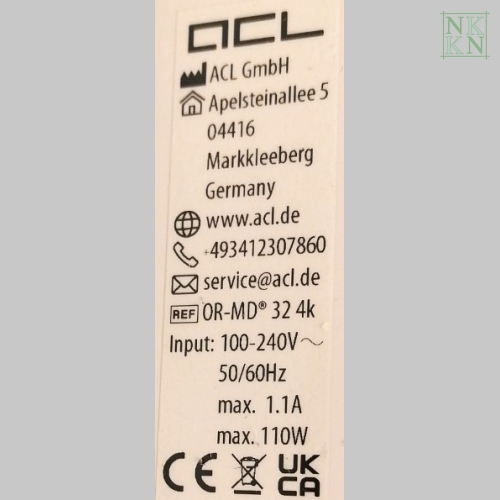 ACL
ACL GmbH
Apelsteinallee 5
04416
Markkleeberg
Germany
www.acl.de
+493412307860
service@acl.de
REF OR-MD® 32 4k
Input: 100-240V~
50/60Hz
max. 1.1A
max. 110W
CE UK
CA
NK
KN